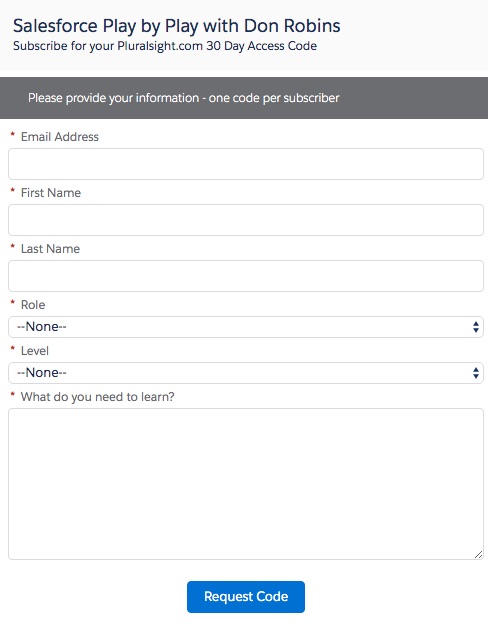 Salesforce Play by Play with Don Robins
Subscribe for your Pluralsight.com 30 Day Access Code
Please provide your information - one code per subscriber
* Email Address
* First Name
* Last Name
* Role
--None--
* Level
--None--
* What do you need to learn?
Request Code